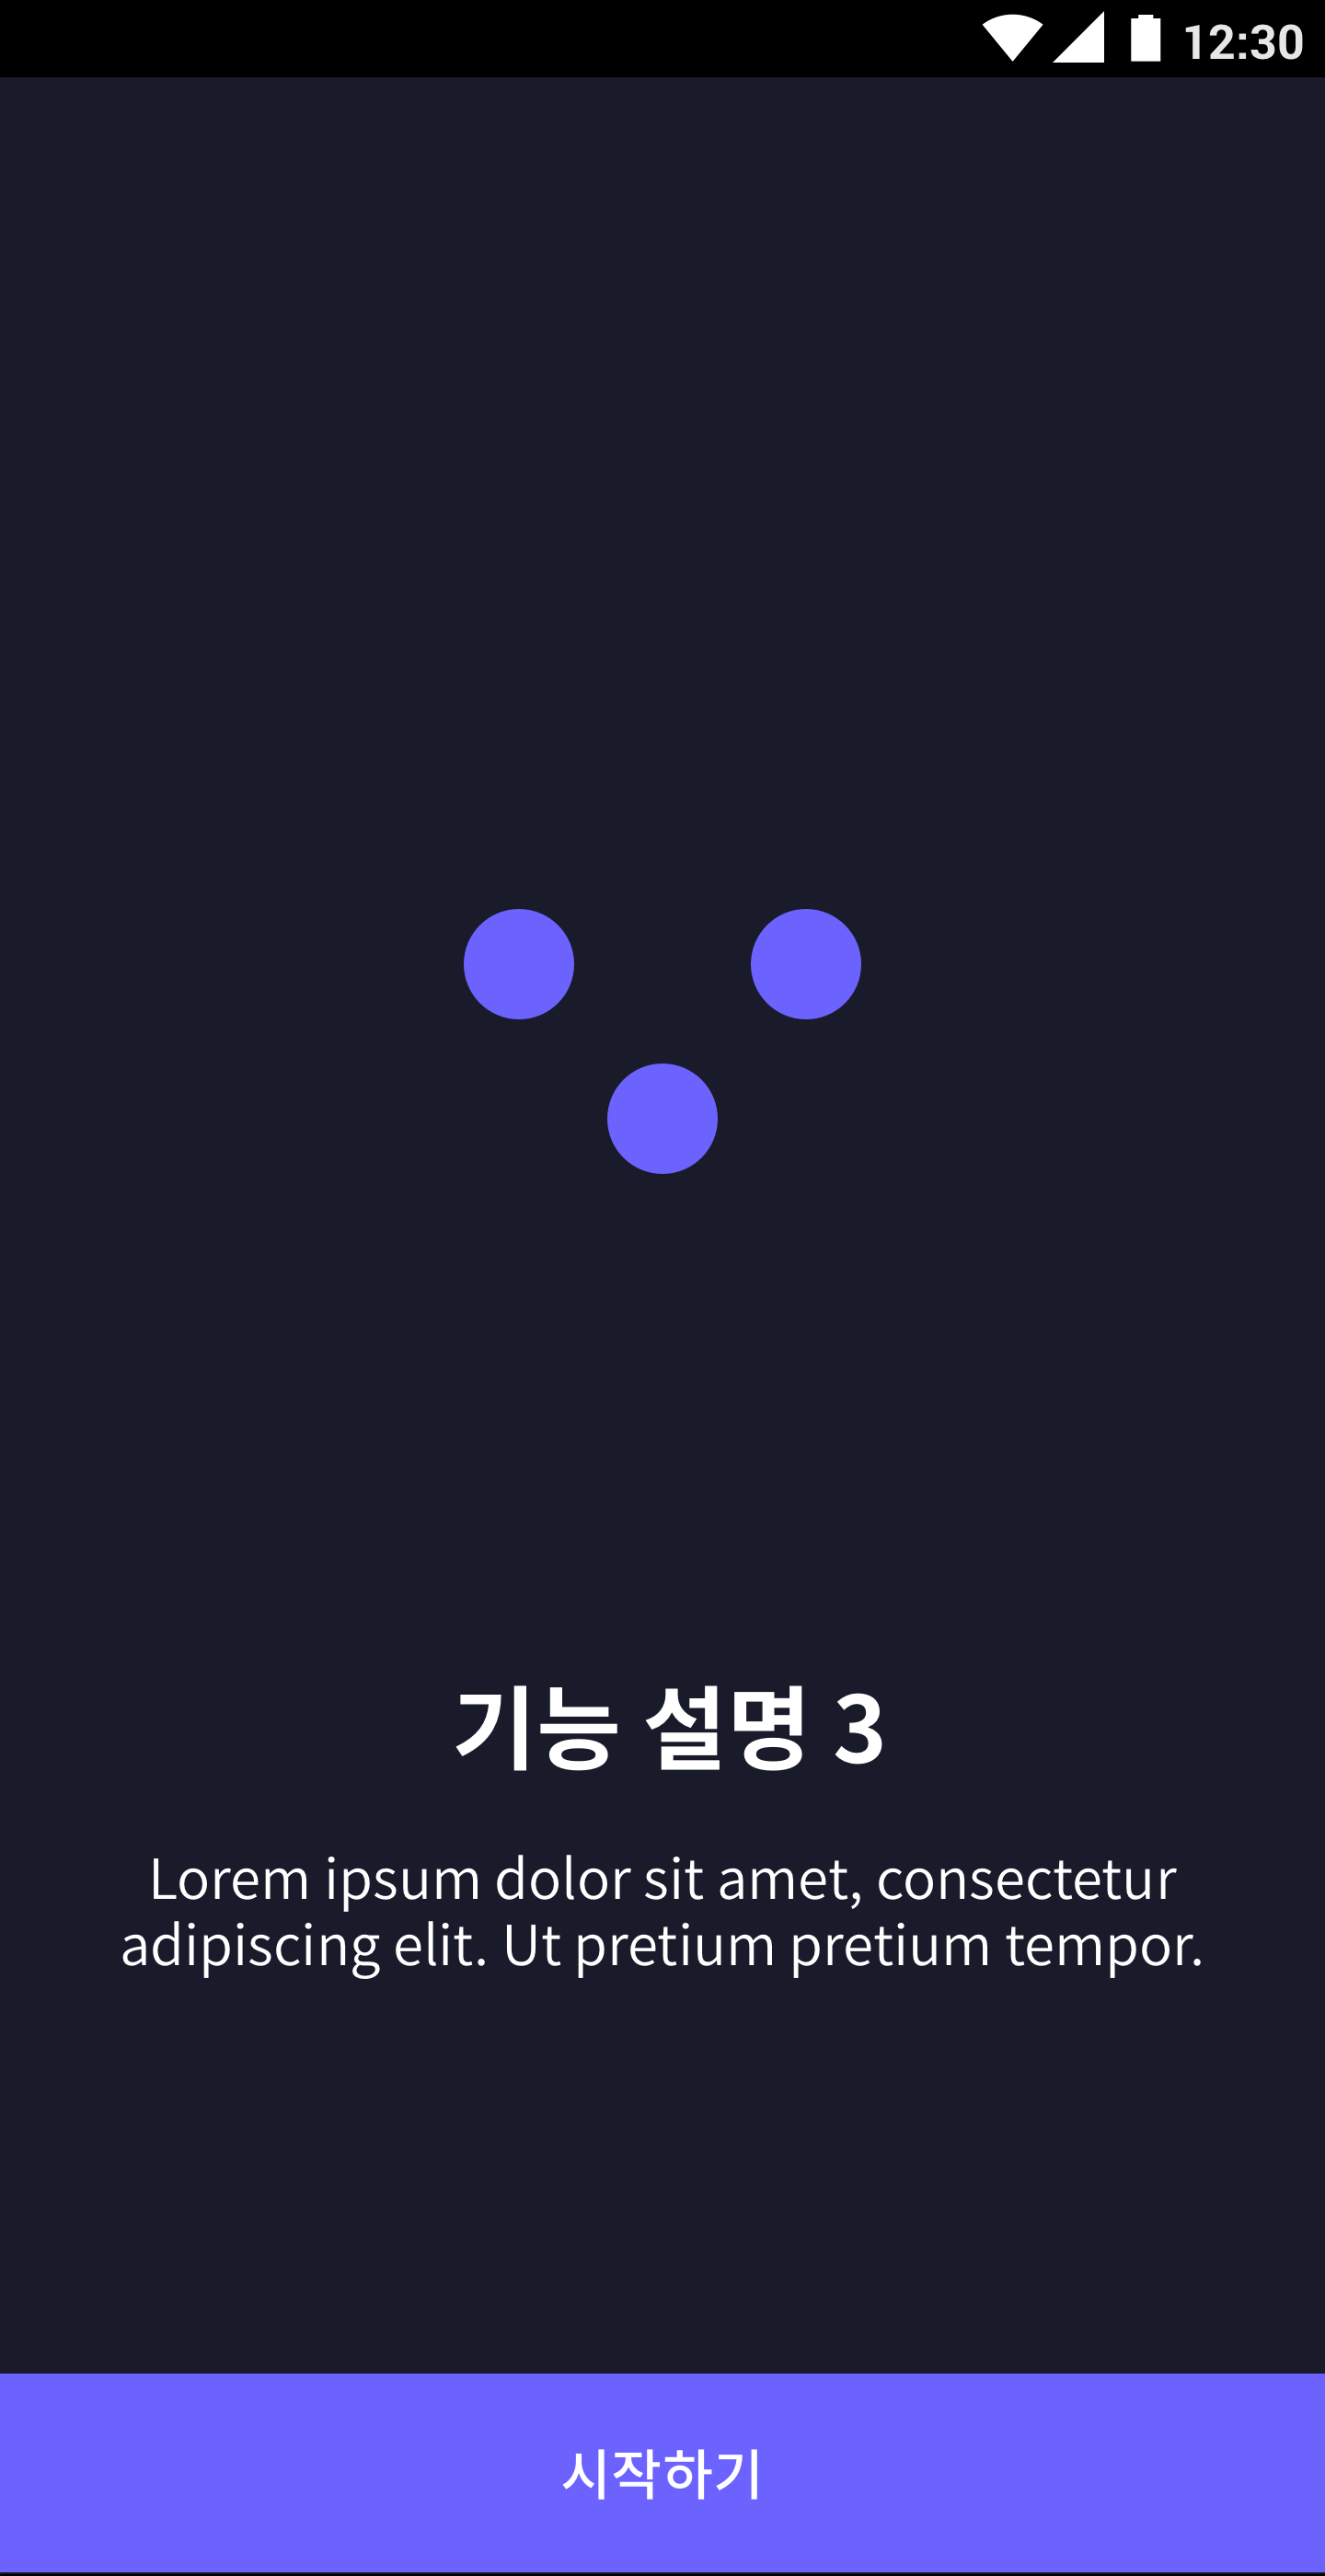 12:30
기능 설명 3
Lorem ipsum dolor sit amet, consectetur
adipiscing elit. Ut pretium pretium tempor.
시작하기